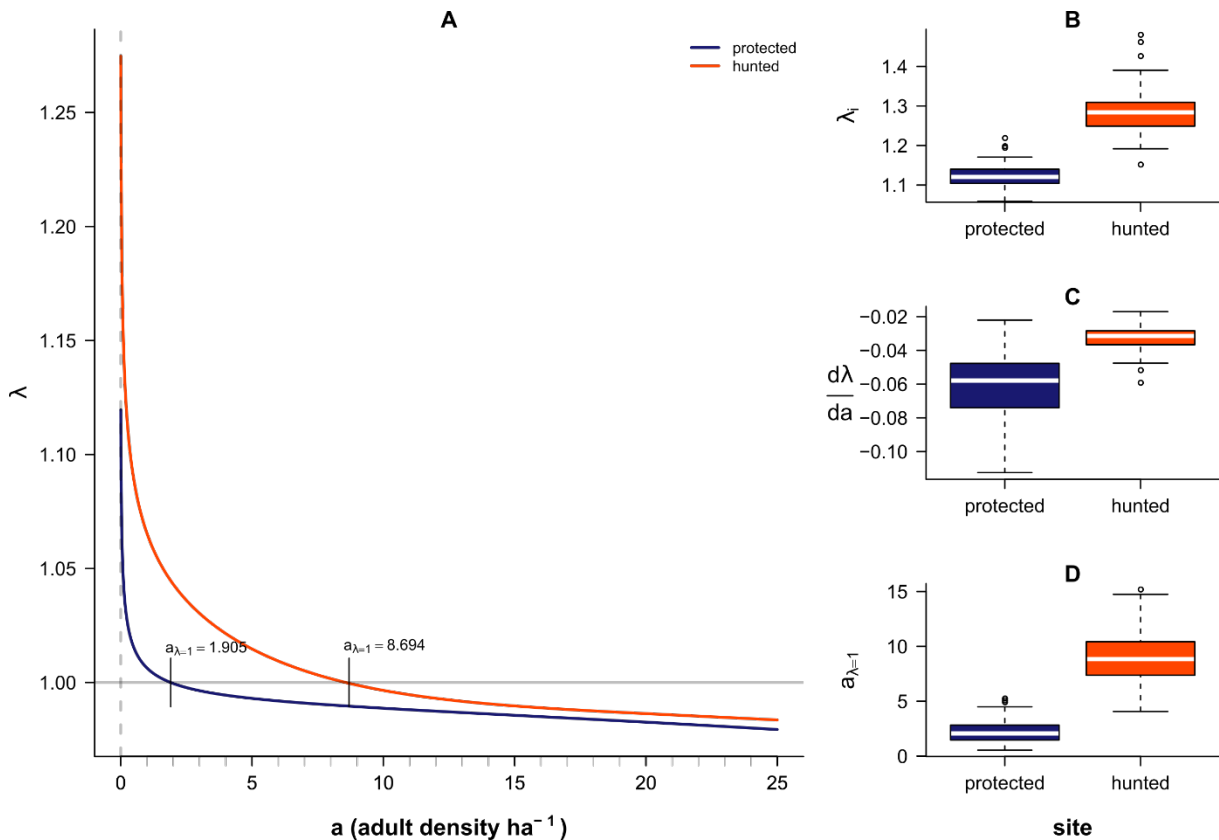 A
protected
hunted
1.25
1.20
1.15
1.10
1.05
1.00
λ
aλ=1 = 1.905
aλ=1 = 8.694
0 5 10 15 20 25
a (adult density ha⁻¹)
B
1.4
1.3
1.2
1.1
λi
protected hunted
C
−0.02
−0.04
−0.06
−0.08
−0.10
dλ
da
protected hunted
D
15
10
5
0
aλ=1
protected hunted
site